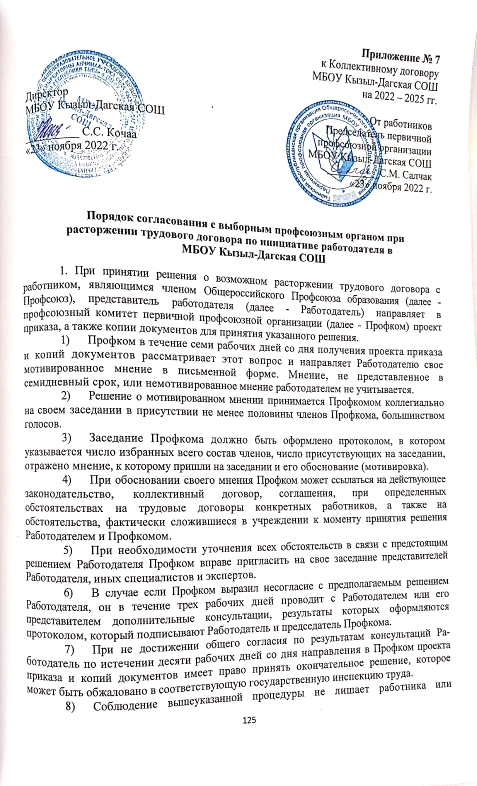 Приложение № 7
к Коллективному договору
МБОУ Кызыл-Дагская СОШ
на 2022 – 2025 гг.
Директор
МБОУ Кызыл-Дагская СОШ
С.С. Кочаа
«23» ноября 2022 г.
От работников
Председатель первичной
профсоюзной организации
МБОУ Кызыл-Дагская СОШ
С.М. Салчак
«23» ноября 2022 г.
Порядок согласования с выборным профсоюзным органом при
расторжении трудового договора по инициативе работодателя в
МБОУ Кызыл-Дагская СОШ
1. При принятии решения о возможном расторжении трудового договора с
работником, являющимся членом Общероссийского Профсоюза образования (далее -
Профсоюз), представитель работодателя (далее - Работодатель) направляет в
профсоюзный комитет первичной профсоюзной организации (далее - Профком) проект
приказа, а также копии документов для принятия указанного решения.
1) Профком в течение семи рабочих дней со дня получения проекта приказа
и копий документов рассматривает этот вопрос и направляет Работодателю свое
мотивированное мнение в письменной форме. Мнение, не представленное в
семидневный срок, или немотивированное мнение работодателем не учитывается.
2) Решение о мотивированном мнении принимается Профкомом коллегиально
на своем заседании в присутствии не менее половины членов Профкома, большинством
голосов.
3) Заседание Профкома должно быть оформлено протоколом, в котором
указывается число избранных всего состав членов, число присутствующих на заседании,
отражено мнение, к которому пришли на заседании и его обоснование (мотивировка).
4) При обосновании своего мнения Профком может ссылаться на действующее
законодательство, коллективный договор, соглашения, при определенных
обстоятельствах на трудовые договоры конкретных работников, а также на
обстоятельства, фактически сложившиеся в учреждении к моменту принятия решения
Работодателем и Профкомом.
5) При необходимости уточнения всех обстоятельств в связи с предстоящим
решением Работодателя Профком вправе пригласить на свое заседание представителей
Работодателя, иных специалистов и экспертов.
6) В случае если Профком выразил несогласие с предполагаемым решением
Работодателя, он в течение трех рабочих дней проводит с Работодателем или его
представителем дополнительные консультации, результаты которых оформляются
протоколом, который подписывают Работодатель и председатель Профкома.
7) При не достижении общего согласия по результатам консультаций Ра-
ботодатель по истечении десяти рабочих дней со дня направления в Профком проекта
приказа и копий документов имеет право принять окончательное решение, которое
может быть обжаловано в соответствующую государственную инспекцию труда.
8) Соблюдение вышеуказанной процедуры не лишает работника или
125